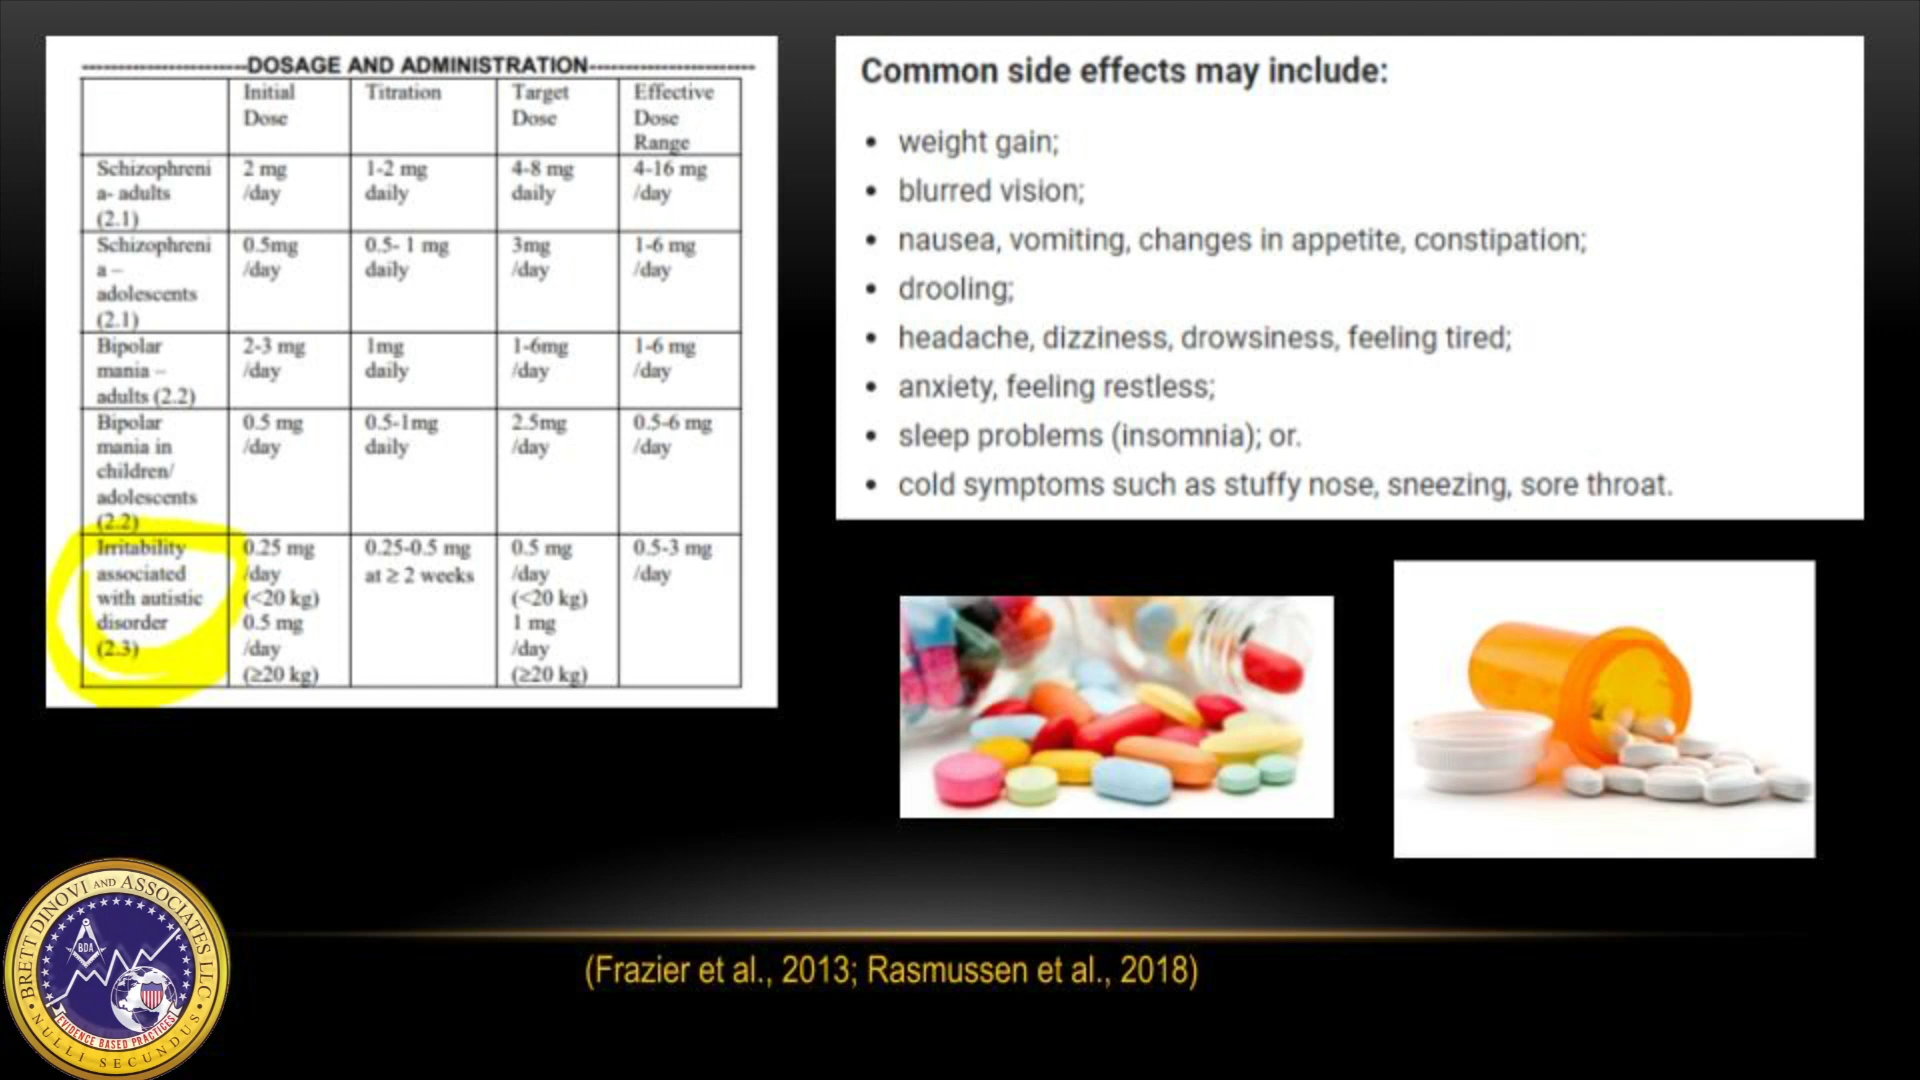 -----------------------DOSAGE AND ADMINISTRATION-----------------------
Initial Dose	Titration	Target Dose	Effective Dose Range
Schizophreni a- adults (2.1)	2 mg /day	1-2 mg daily	4-8 mg daily	4-16 mg /day
Schizophreni a – adolescents (2.1)	0.5mg /day	0.5- 1 mg daily	3mg /day	1-6 mg /day
Bipolar mania – adults (2.2)	2-3 mg /day	1mg daily	1-6mg /day	1-6 mg /day
Bipolar mania in children/ adolescents (2.2)	0.5 mg /day	0.5-1mg daily	2.5mg /day	0.5-6 mg /day
Irritability associated with autistic disorder (2.3)	0.25 mg /day (<20 kg) 0.5 mg /day (≥20 kg)	0.25-0.5 mg at ≥ 2 weeks	0.5 mg /day (<20 kg) 1 mg /day (≥20 kg)	0.5-3 mg /day
Common side effects may include:
• weight gain;
• blurred vision;
• nausea, vomiting, changes in appetite, constipation;
• drooling;
• headache, dizziness, drowsiness, feeling tired;
• anxiety, feeling restless;
• sleep problems (insomnia); or.
• cold symptoms such as stuffy nose, sneezing, sore throat.
(Frazier et al., 2013; Rasmussen et al., 2018)
BRETT DINOVI AND ASSOCIATES LLC
BDA
EVIDENCE BASED PRACTICES
NULLI SECUNDUS